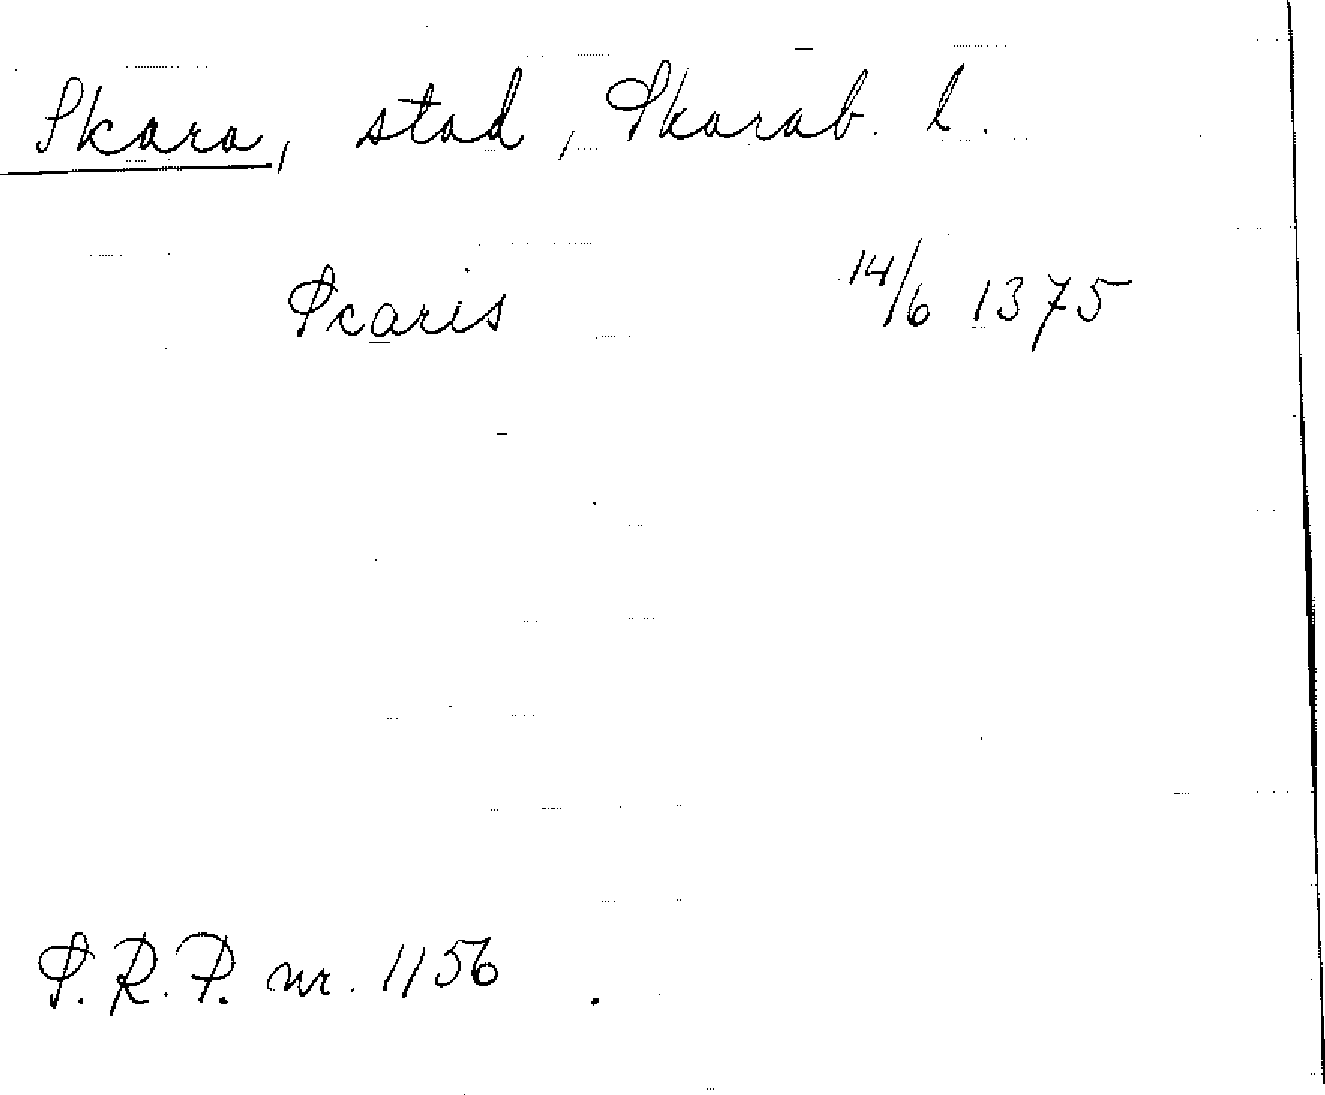 Skara, stad, Skarab. l.
Scaris 14/6 1375
S.R.P. nr. 1156